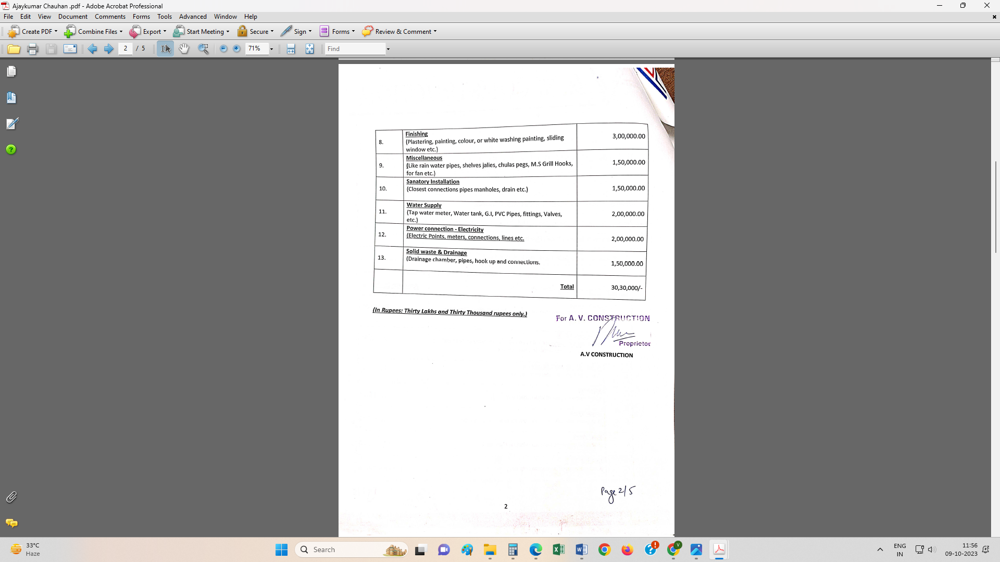 Ajaykumar Chauhan .pdf - Adobe Acrobat Professional
File Edit View Document Comments Forms Tools Advanced Window Help
Create PDF Combine Files Export Start Meeting Secure Sign Forms Review & Comment
2 / 5 71% Find
8. Finishing
(Plastering, painting, colour, or white washing painting, sliding
window etc.) 3,00,000.00
9. Miscellaneous
(Like rain water pipes, shelves jalies, chulas pegs, M.S Grill Hooks,
for fan etc.) 1,50,000.00
10. Sanatory Installation
(Closest connections pipes manholes, drain etc.) 1,50,000.00
11. Water Supply
(Tap water meter, Water tank, G.I, PVC Pipes, fittings, Valves,
etc.) 2,00,000.00
12. Power connection - Electricity
(Electric Points, meters, connections, lines etc. 2,00,000.00
13. Solid waste & Drainage
(Drainage chamber, pipes, hook up and connections. 1,50,000.00
Total 30,30,000/-
(In Rupees: Thirty Lakhs and Thirty Thousand rupees only.)
For A. V. CONSTRUCTION
Proprietor
A.V CONSTRUCTION
Page 2/5
2
33°C
Haze
Search
ENG
IN
11:56
09-10-2023